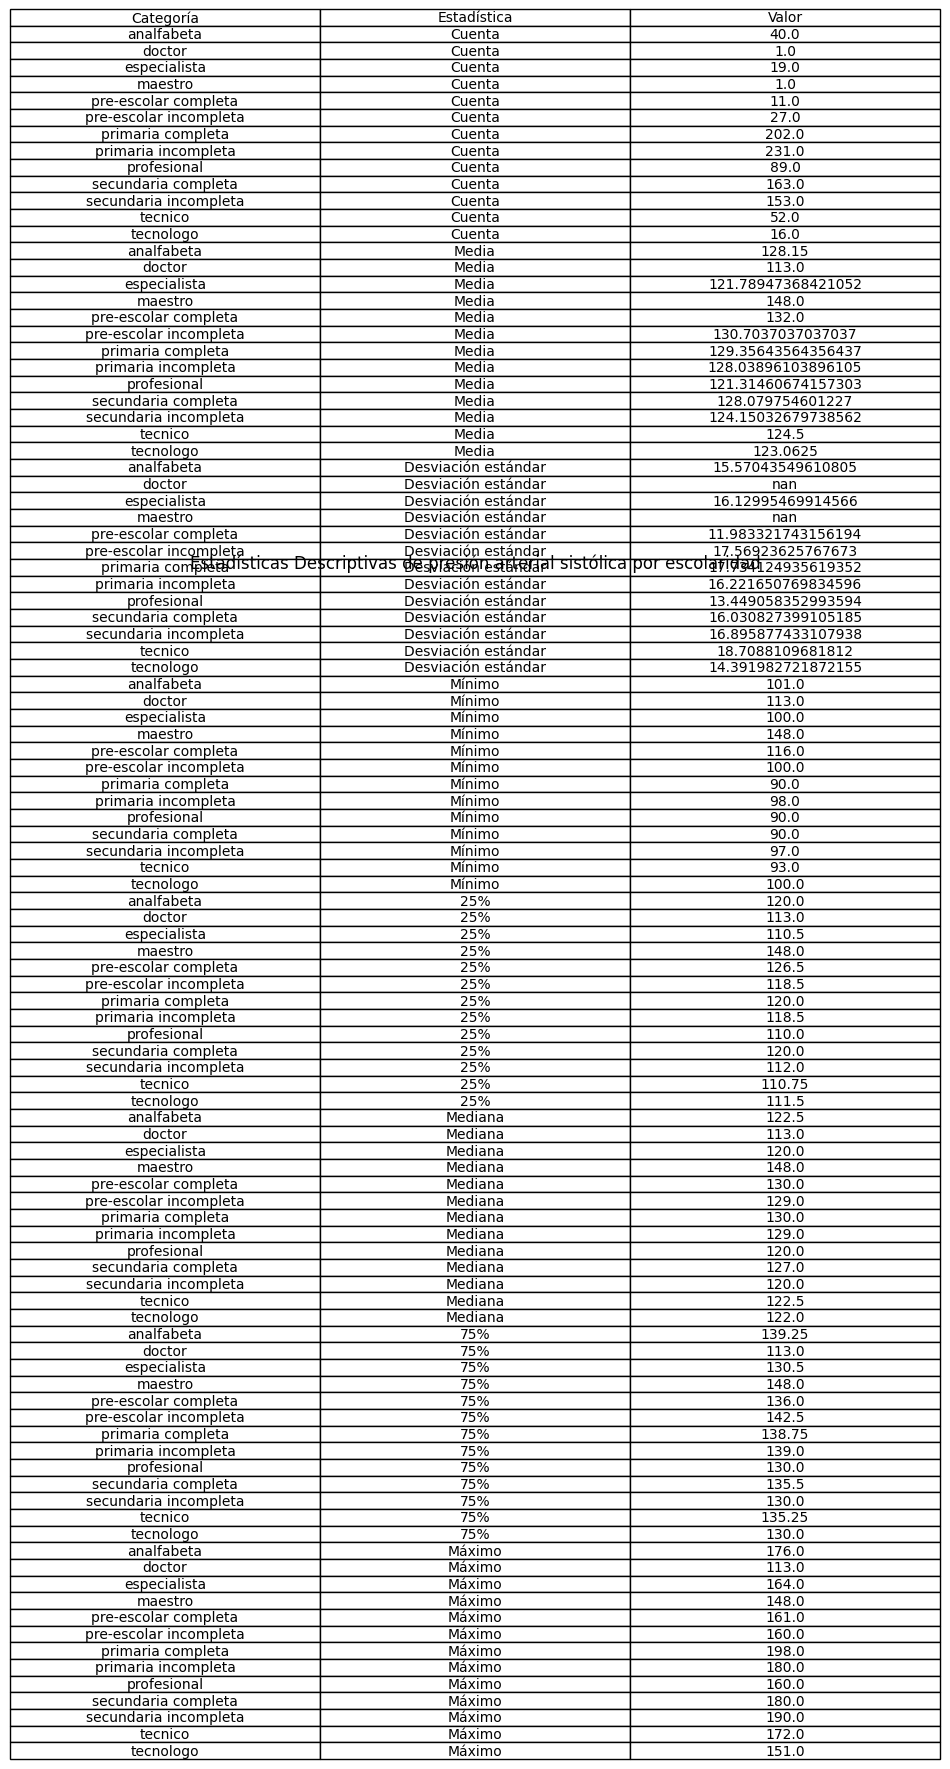 Categoría Estadística Valor
analfabeta Cuenta 40.0
doctor Cuenta 1.0
especialista Cuenta 19.0
maestro Cuenta 1.0
pre-escolar completa Cuenta 11.0
pre-escolar incompleta Cuenta 27.0
primaria completa Cuenta 202.0
primaria incompleta Cuenta 231.0
profesional Cuenta 89.0
secundaria completa Cuenta 163.0
secundaria incompleta Cuenta 153.0
tecnico Cuenta 52.0
tecnologo Cuenta 16.0
analfabeta Media 128.15
doctor Media 113.0
especialista Media 121.78947368421052
maestro Media 148.0
pre-escolar completa Media 132.0
pre-escolar incompleta Media 130.7037037037037
primaria completa Media 129.35643564356437
primaria incompleta Media 128.03896103896105
profesional Media 121.31460674157303
secundaria completa Media 128.079754601227
secundaria incompleta Media 124.15032679738562
tecnico Media 124.5
tecnologo Media 123.0625
analfabeta Desviación estándar 15.57043549610805
doctor Desviación estándar nan
especialista Desviación estándar 16.12995469914566
maestro Desviación estándar nan
pre-escolar completa Desviación estándar 11.983321743156194
pre-escolar incompleta Desviación estándar 17.56923625767673
Estadísticas Descriptivas de presión arterial sistólica por escolaridad
primaria completa Desviación estándar 17.734124935619352
primaria incompleta Desviación estándar 16.221650769834596
profesional Desviación estándar 13.449058352993594
secundaria completa Desviación estándar 16.030827399105185
secundaria incompleta Desviación estándar 16.895877433107938
tecnico Desviación estándar 18.7088109681812
tecnologo Desviación estándar 14.391982721872155
analfabeta Mínimo 101.0
doctor Mínimo 113.0
especialista Mínimo 100.0
maestro Mínimo 148.0
pre-escolar completa Mínimo 116.0
pre-escolar incompleta Mínimo 100.0
primaria completa Mínimo 90.0
primaria incompleta Mínimo 98.0
profesional Mínimo 90.0
secundaria completa Mínimo 90.0
secundaria incompleta Mínimo 97.0
tecnico Mínimo 93.0
tecnologo Mínimo 100.0
analfabeta 25% 120.0
doctor 25% 113.0
especialista 25% 110.5
maestro 25% 148.0
pre-escolar completa 25% 126.5
pre-escolar incompleta 25% 118.5
primaria completa 25% 120.0
primaria incompleta 25% 118.5
profesional 25% 110.0
secundaria completa 25% 120.0
secundaria incompleta 25% 112.0
tecnico 25% 110.75
tecnologo 25% 111.5
analfabeta Mediana 122.5
doctor Mediana 113.0
especialista Mediana 120.0
maestro Mediana 148.0
pre-escolar completa Mediana 130.0
pre-escolar incompleta Mediana 129.0
primaria completa Mediana 130.0
primaria incompleta Mediana 129.0
profesional Mediana 120.0
secundaria completa Mediana 127.0
secundaria incompleta Mediana 120.0
tecnico Mediana 122.5
tecnologo Mediana 122.0
analfabeta 75% 139.25
doctor 75% 113.0
especialista 75% 130.5
maestro 75% 148.0
pre-escolar completa 75% 136.0
pre-escolar incompleta 75% 142.5
primaria completa 75% 138.75
primaria incompleta 75% 139.0
profesional 75% 130.0
secundaria completa 75% 135.5
secundaria incompleta 75% 130.0
tecnico 75% 135.25
tecnologo 75% 130.0
analfabeta Máximo 176.0
doctor Máximo 113.0
especialista Máximo 164.0
maestro Máximo 148.0
pre-escolar completa Máximo 161.0
pre-escolar incompleta Máximo 160.0
primaria completa Máximo 198.0
primaria incompleta Máximo 180.0
profesional Máximo 160.0
secundaria completa Máximo 180.0
secundaria incompleta Máximo 190.0
tecnico Máximo 172.0
tecnologo Máximo 151.0